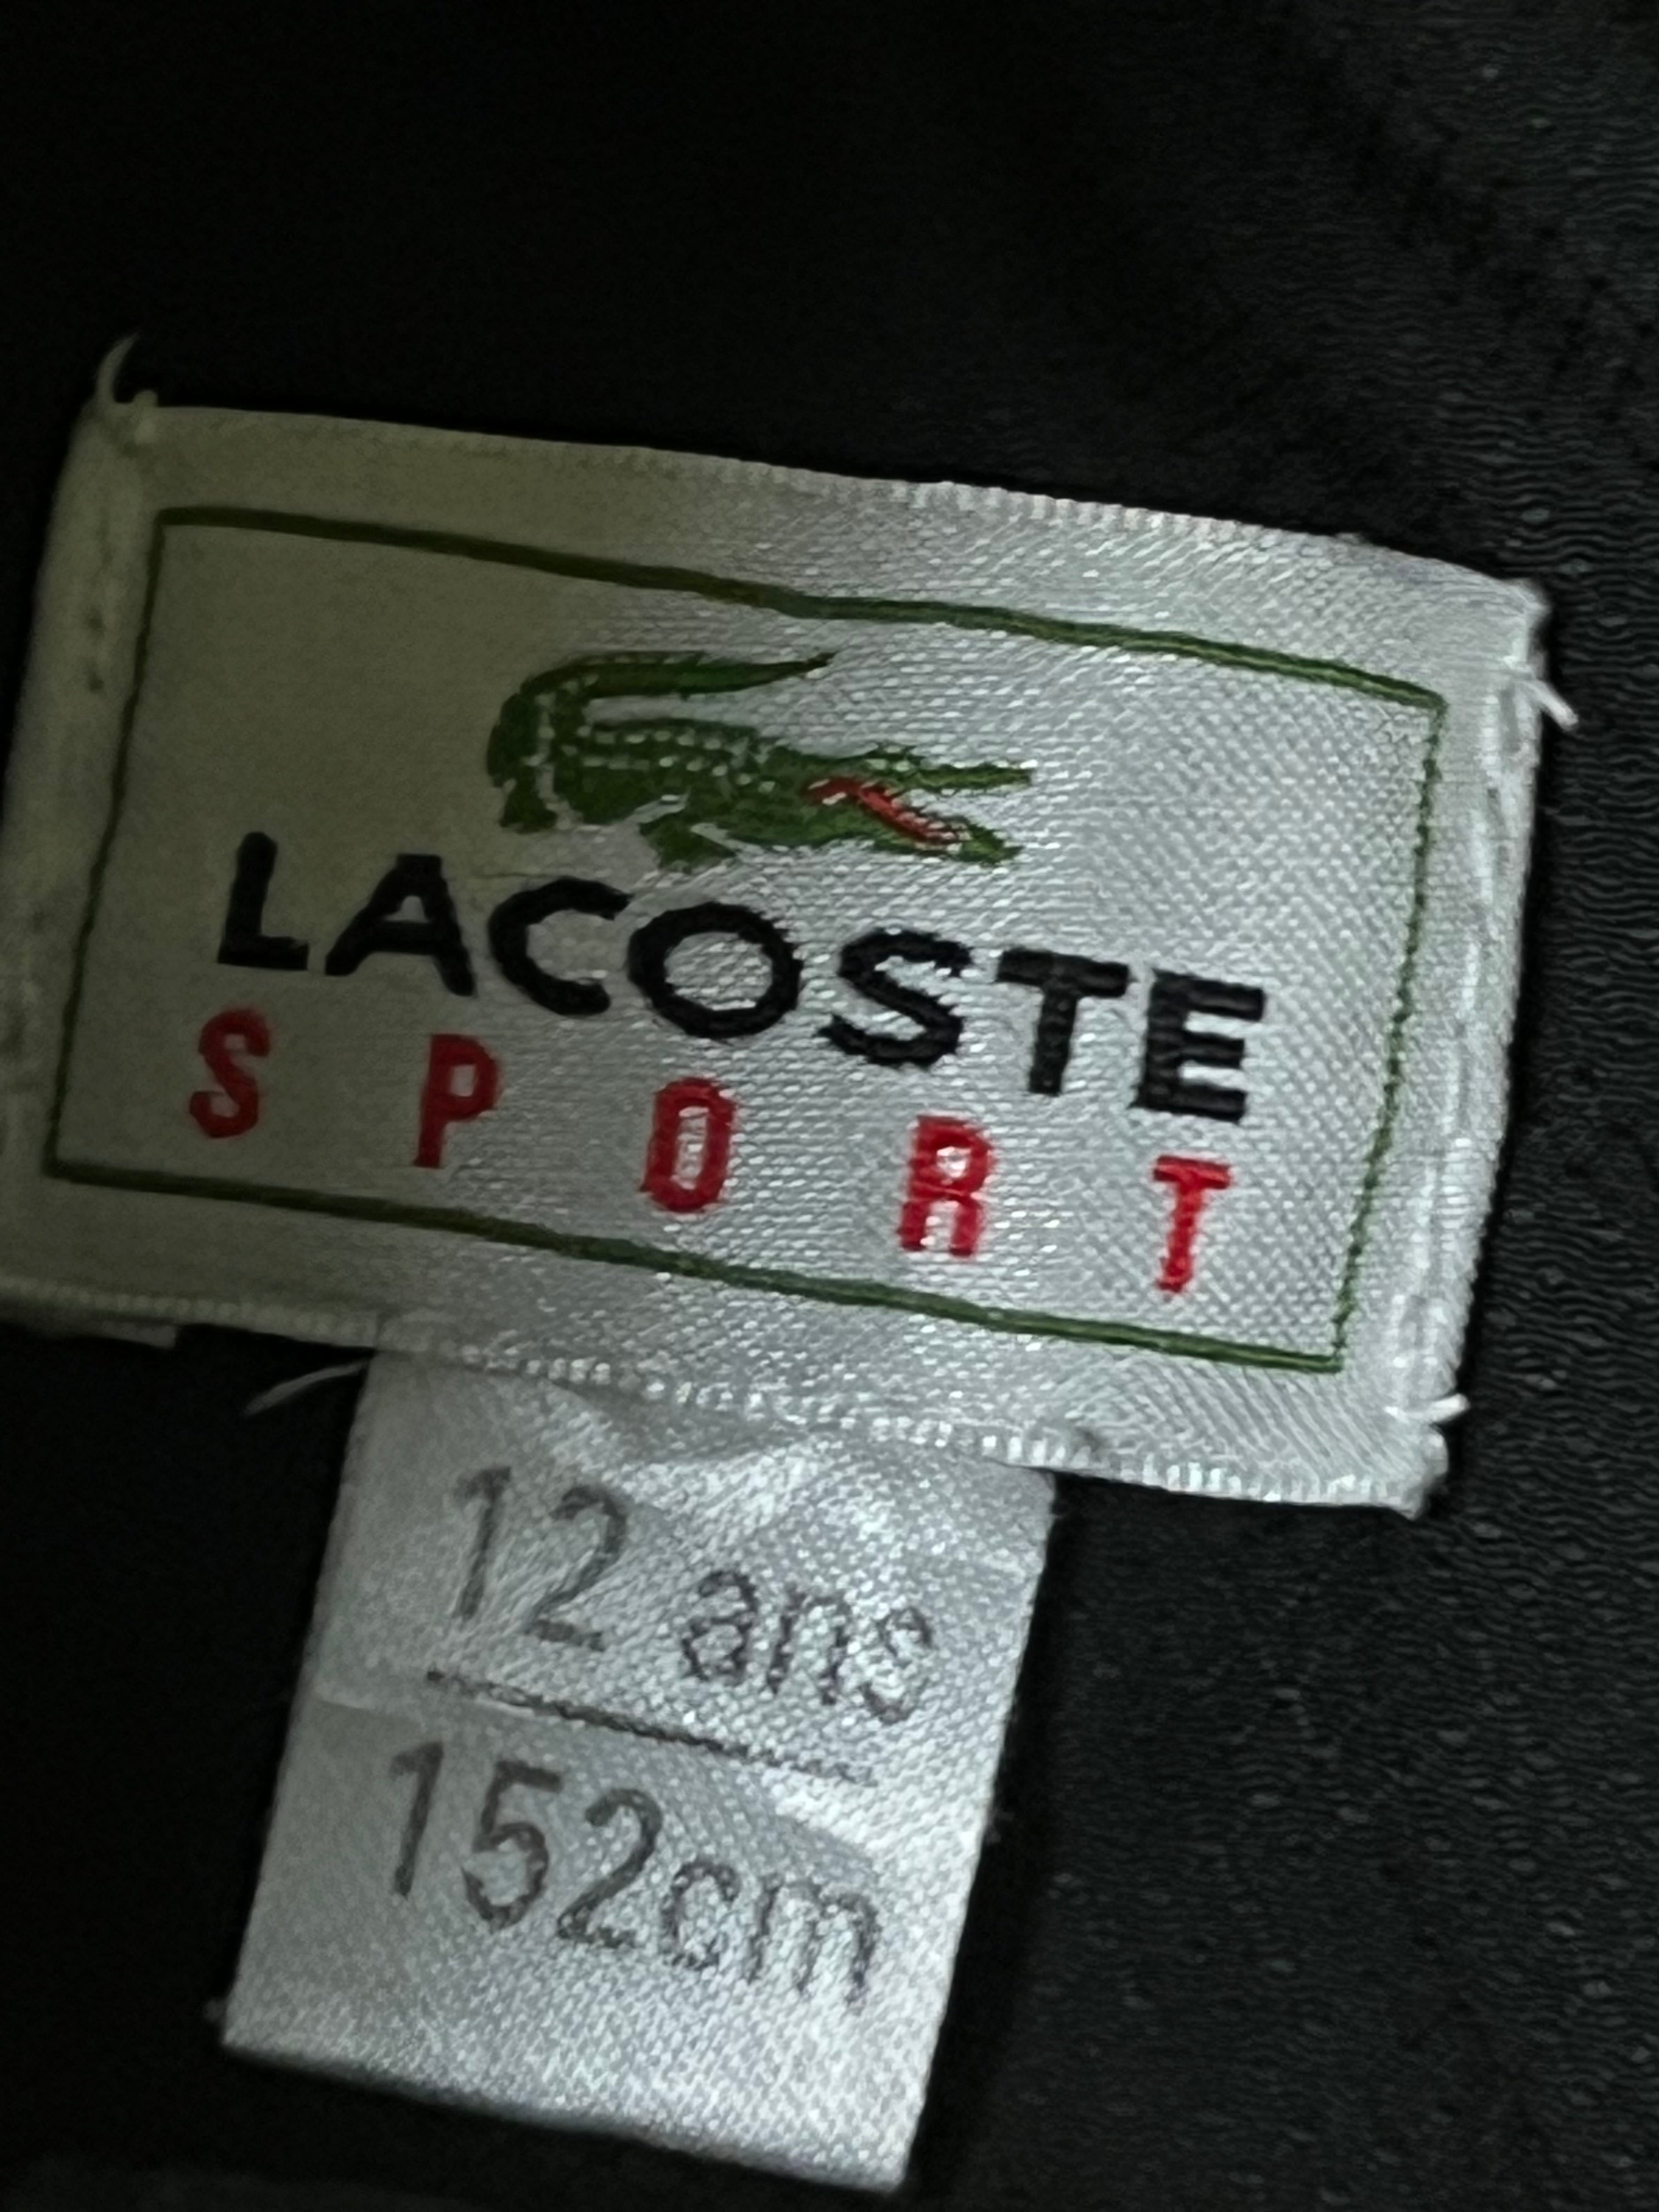 LACOSTE
SPORT
12 ans
152cm